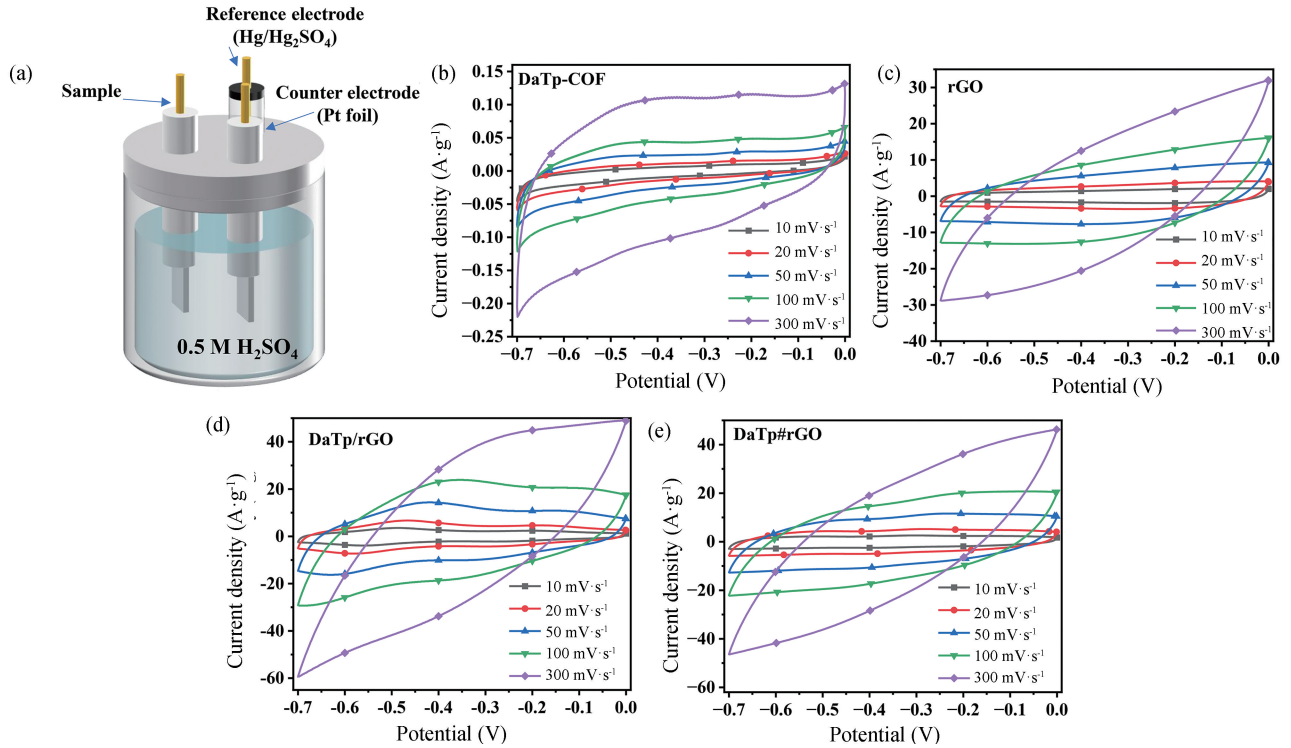 (a)
Reference electrode
(Hg/Hg₂SO₄)
Sample
Counter electrode
(Pt foil)
0.5 M H₂SO₄
(b)
DaTp-COF
Current density (A·g⁻¹)
0.15
0.10
0.05
0.00
−0.05
−0.10
−0.15
−0.20
−0.25
10 mV·s⁻¹
20 mV·s⁻¹
50 mV·s⁻¹
100 mV·s⁻¹
300 mV·s⁻¹
−0.7 −0.6 −0.5 −0.4 −0.3 −0.2 −0.1 0.0
Potential (V)
(c)
rGO
Current density (A·g⁻¹)
30
20
10
0
−10
−20
−30
−40
10 mV·s⁻¹
20 mV·s⁻¹
50 mV·s⁻¹
100 mV·s⁻¹
300 mV·s⁻¹
−0.7 −0.6 −0.5 −0.4 −0.3 −0.2 −0.1 0.0
Potential (V)
(d)
DaTp/rGO
Current density (A·g⁻¹)
40
20
0
-20
-40
-60
10 mV·s⁻¹
20 mV·s⁻¹
50 mV·s⁻¹
100 mV·s⁻¹
300 mV·s⁻¹
-0.7 -0.6 -0.5 -0.4 -0.3 -0.2 -0.1 0.0
Potential (V)
(e)
DaTp#rGO
Current density (A·g⁻¹)
40
20
0
−20
−40
−60
10 mV·s⁻¹
20 mV·s⁻¹
50 mV·s⁻¹
100 mV·s⁻¹
300 mV·s⁻¹
−0.7 −0.6 −0.5 −0.4 −0.3 −0.2 −0.1 0.0
Potential (V)